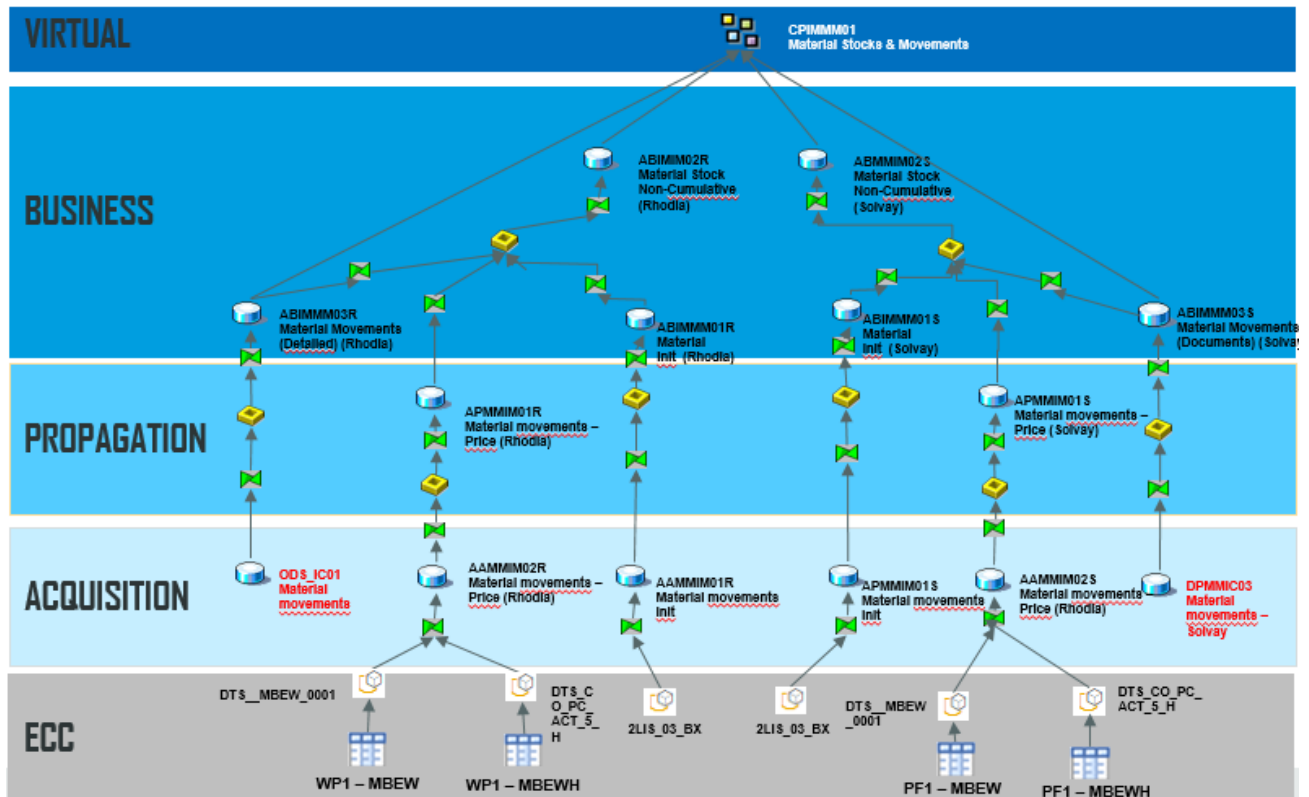 VIRTUAL
CPIMMM01
Material Stocks & Movements
BUSINESS
ABIMIM02R
Material Stock
Non-Cumulative
(Rhodia)
ABMMIM02S
Material Stock
Non-Cumulative
(Solvay)
ABIMMM03R
Material Movements
(Detailed) (Rhodia)
ABIMMM01R
Material
Init (Rhodia)
ABIMMM01S
Material
Init (Solvay)
ABIMMM03S
Material Movements
(Documents) (Solvay
PROPAGATION
APMMIM01R
Material movements –
Price (Rhodia)
APMMIM01S
Material movements –
Price (Solvay)
ACQUISITION
ODS_IC01
Material
movements
AAMMIM02R
Material movements –
Price (Rhodia)
AAMMIM01R
Material movements
Init
APMMIM01S
Material movements
Init
AAMMIM02S
Material movements –
Price (Rhodia)
DPMMIC03
Material
movements –
Solvay
ECC
DTS__MBEW_0001
DTS_C
O_PC_
ACT_5_
H
2LIS_03_BX
2LIS_03_BX
DTS__MBEW
_0001
DTS_CO_PC_
ACT_5_H
WP1 – MBEW
WP1 – MBEWH
PF1 – MBEW
PF1 – MBEWH